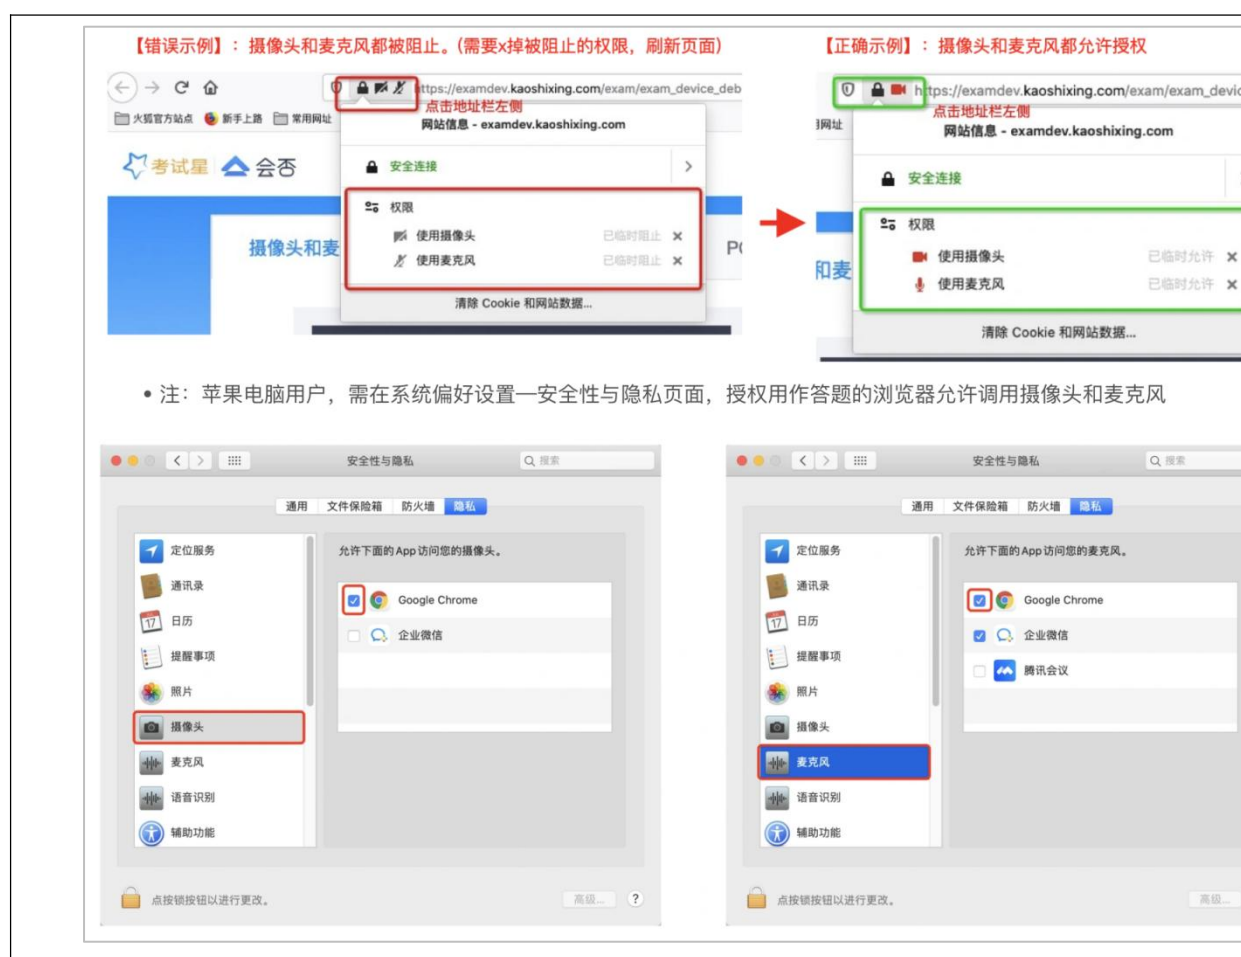 【错误示例】：摄像头和麦克风都被阻止。(需要x掉被阻止的权限，刷新页面)
【正确示例】：摄像头和麦克风都允许授权
https://examdev.kaoshixing.com/exam/exam_device_deb
点击地址栏左侧
火狐官方站点 新手上路 常用网址
网站信息 - examdev.kaoshixing.com
考试星 会否
安全连接
权限
摄像头和麦
使用摄像头 已临时阻止
使用麦克风 已临时阻止
清除 Cookie 和网站数据...
https://examdev.kaoshixing.com/exam/exam_devic
点击地址栏左侧
网址
网站信息 - examdev.kaoshixing.com
安全连接
权限
和麦
使用摄像头 已临时允许
使用麦克风 已临时允许
清除 Cookie 和网站数据...
• 注：苹果电脑用户，需在系统偏好设置—安全性与隐私页面，授权用作答题的浏览器允许调用摄像头和麦克风
安全性与隐私 搜索
通用 文件保险箱 防火墙 隐私
定位服务
通讯录
日历
提醒事项
照片
摄像头
麦克风
语音识别
辅助功能
允许下面的 App 访问您的摄像头。
Google Chrome
企业微信
点按锁按钮以进行更改。
高级... ?
安全性与隐私 搜索
通用 文件保险箱 防火墙 隐私
定位服务
通讯录
日历
提醒事项
照片
摄像头
麦克风
语音识别
辅助功能
允许下面的 App 访问您的麦克风。
Google Chrome
企业微信
腾讯会议
点按锁按钮以进行更改。
高级...